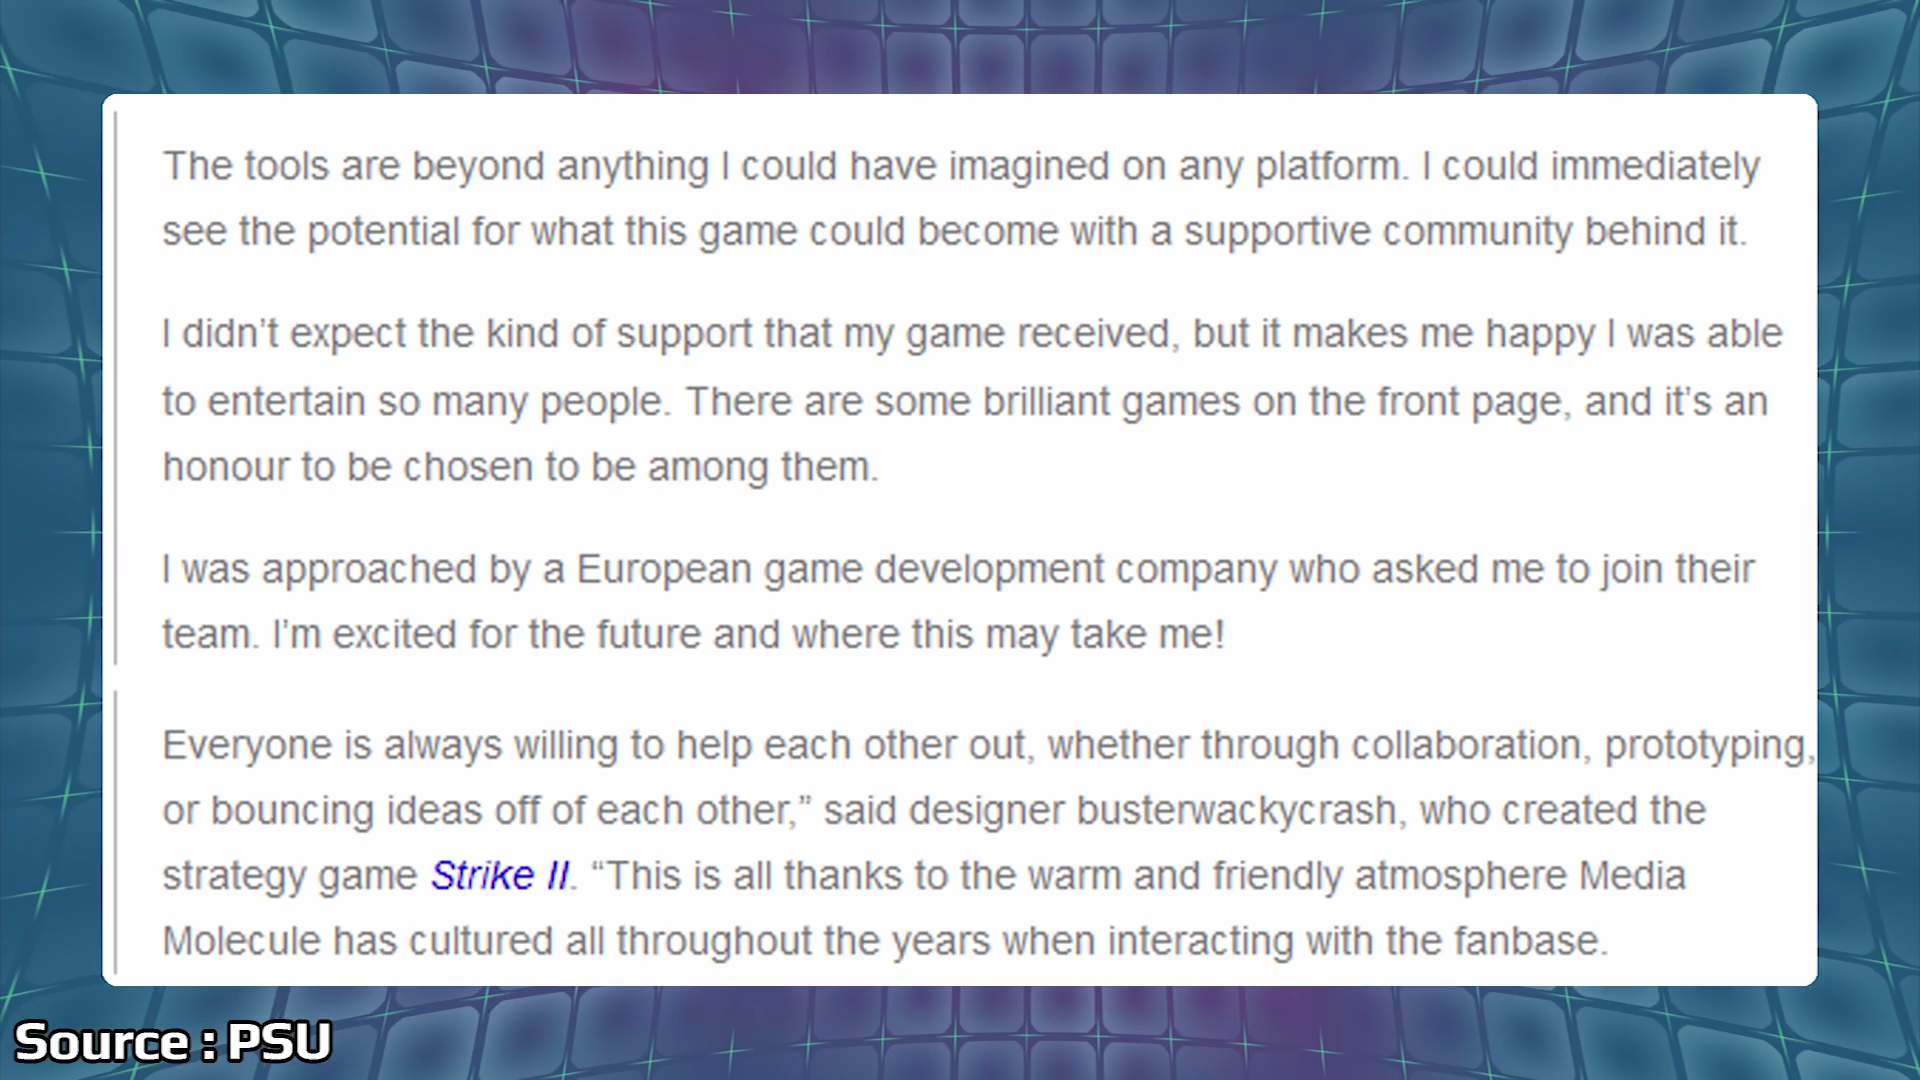 The tools are beyond anything I could have imagined on any platform. I could immediately
see the potential for what this game could become with a supportive community behind it.
I didn’t expect the kind of support that my game received, but it makes me happy I was able
to entertain so many people. There are some brilliant games on the front page, and it’s an
honour to be chosen to be among them.
I was approached by a European game development company who asked me to join their
team. I’m excited for the future and where this may take me!
Everyone is always willing to help each other out, whether through collaboration, prototyping,
or bouncing ideas off of each other,” said designer busterwackycrash, who created the
strategy game Strike II. “This is all thanks to the warm and friendly atmosphere Media
Molecule has cultured all throughout the years when interacting with the fanbase.
Source : PSU